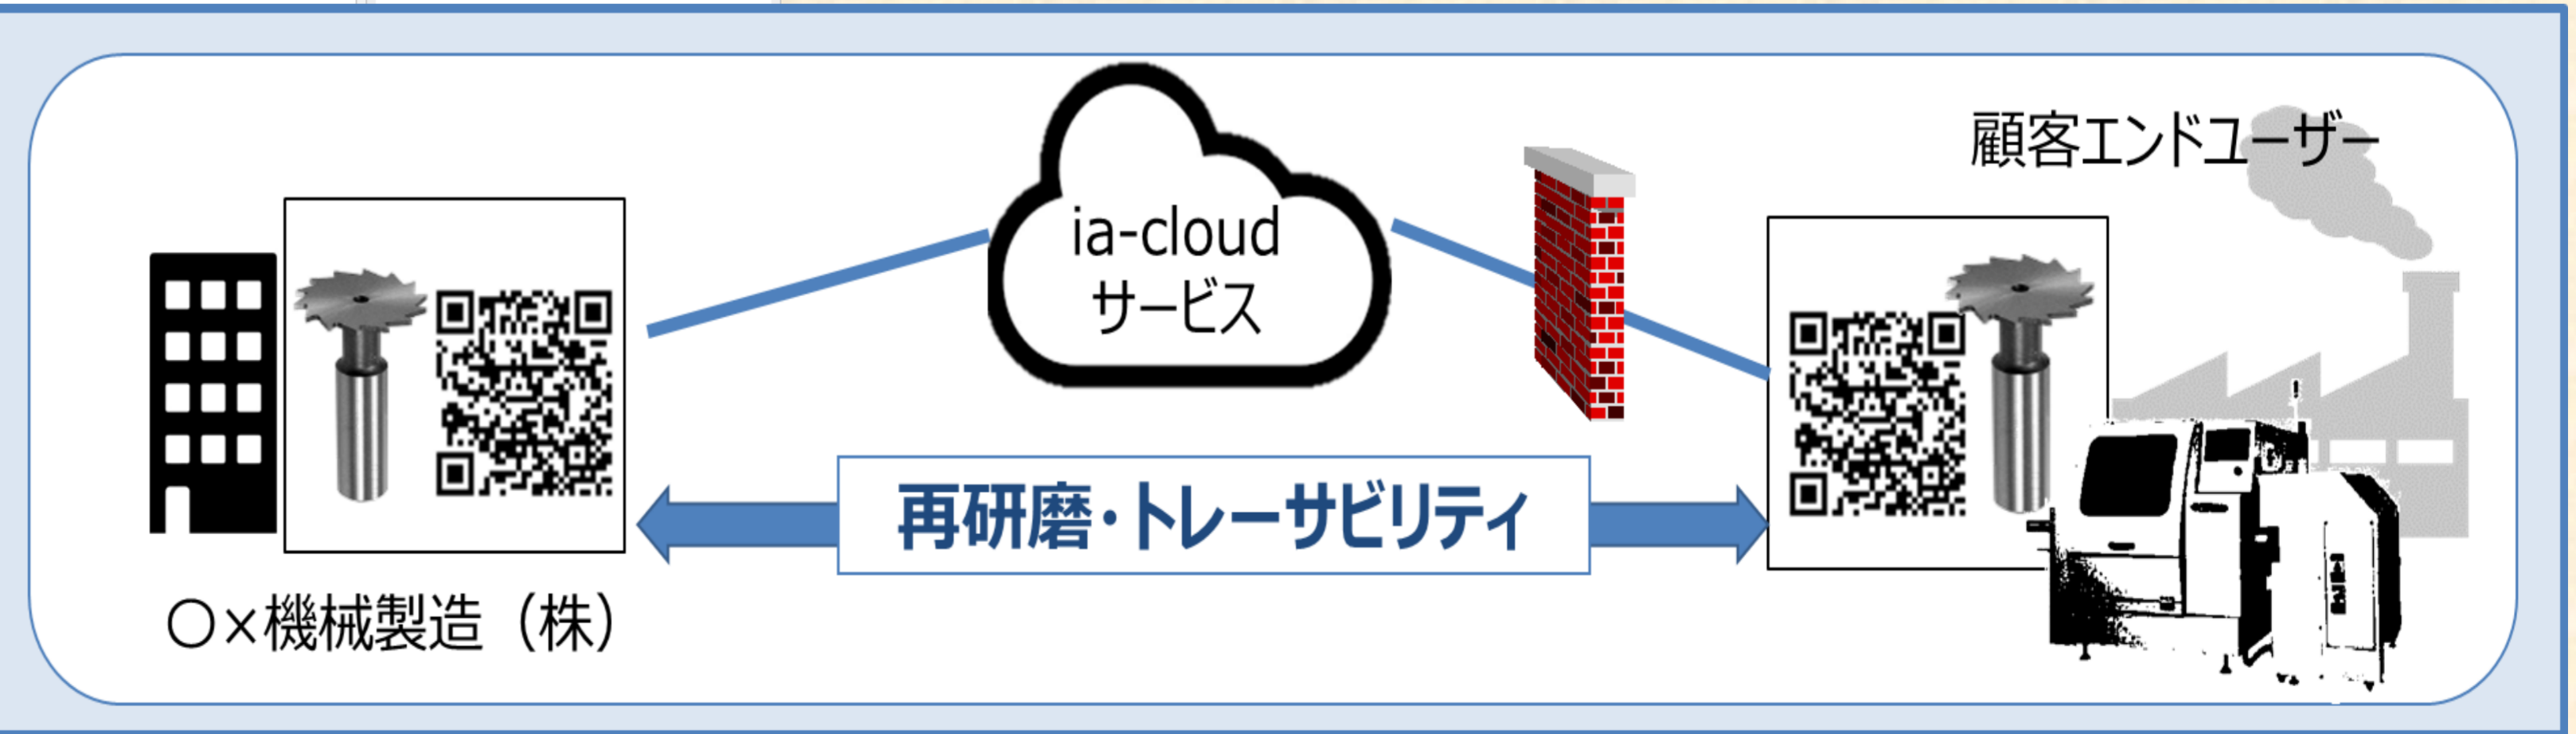 顧客エンドユーザー
ia-cloud
サービス
再研磨・トレーサビリティ
〇×機械製造（株）